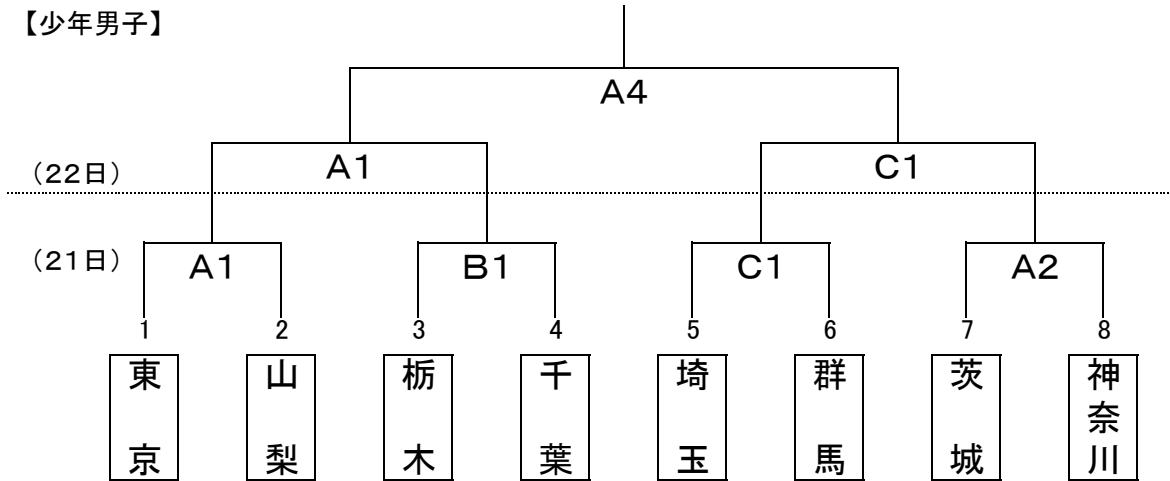 【少年男子】
A4
（22日） A1 C1
（21日） A1 B1 C1 A2
1 2 3 4 5 6 7 8
東京 山梨 栃木 千葉 埼玉 群馬 茨城 神奈川